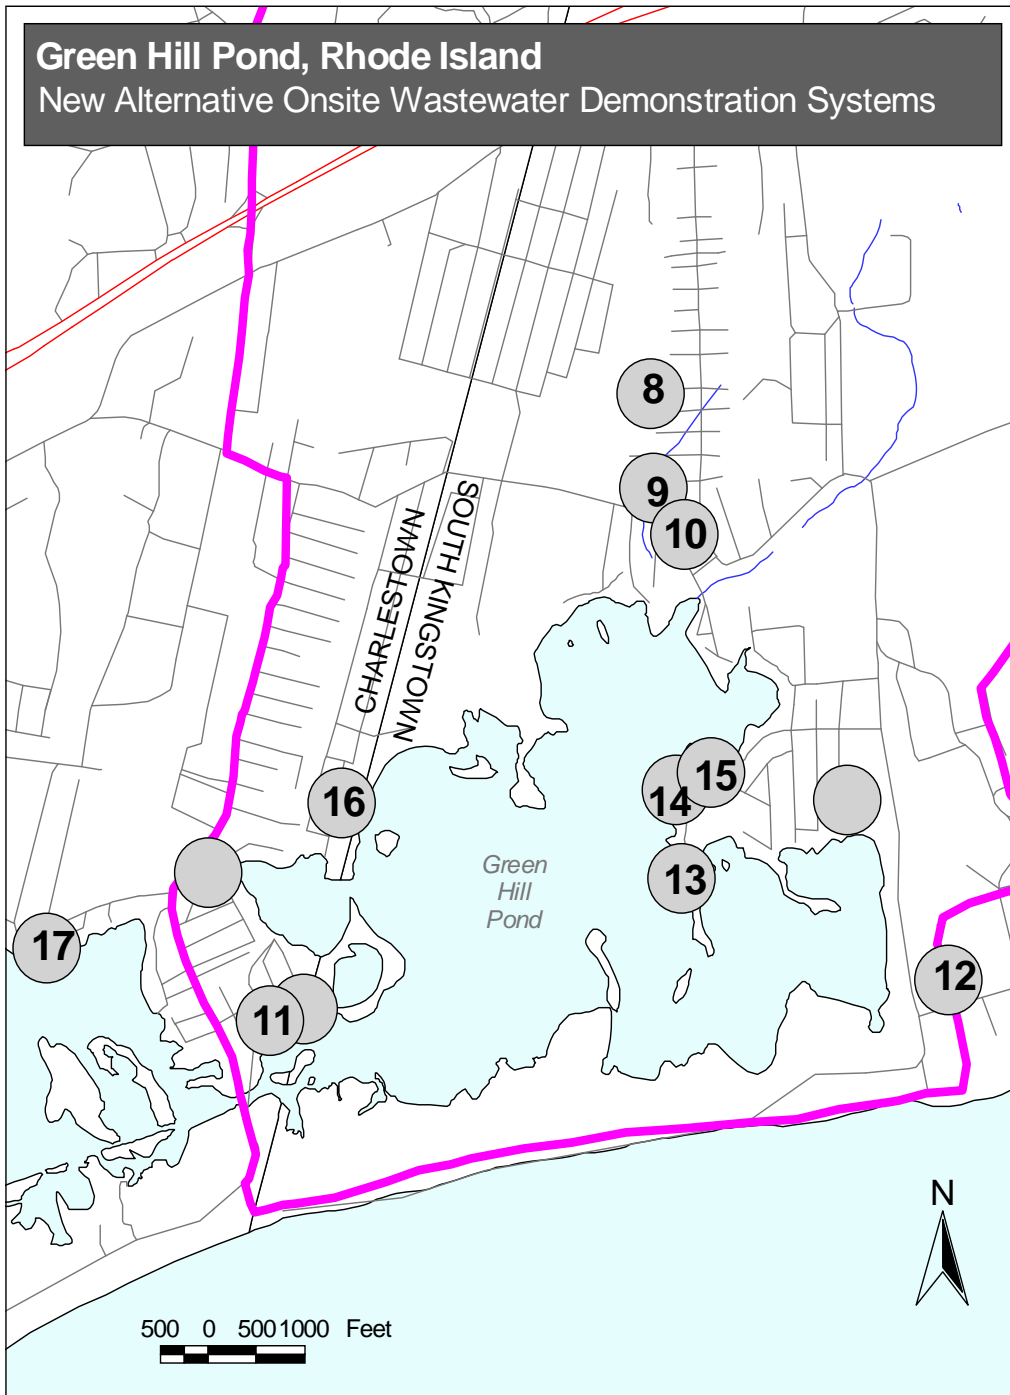 Green Hill Pond, Rhode Island
New Alternative Onsite Wastewater Demonstration Systems
8
9
10
CHARLESTOWN
SOUTH KINGSTOWN
15
14
16
Green
Hill
Pond
13
17
12
11
N
500 0 500 1000 Feet